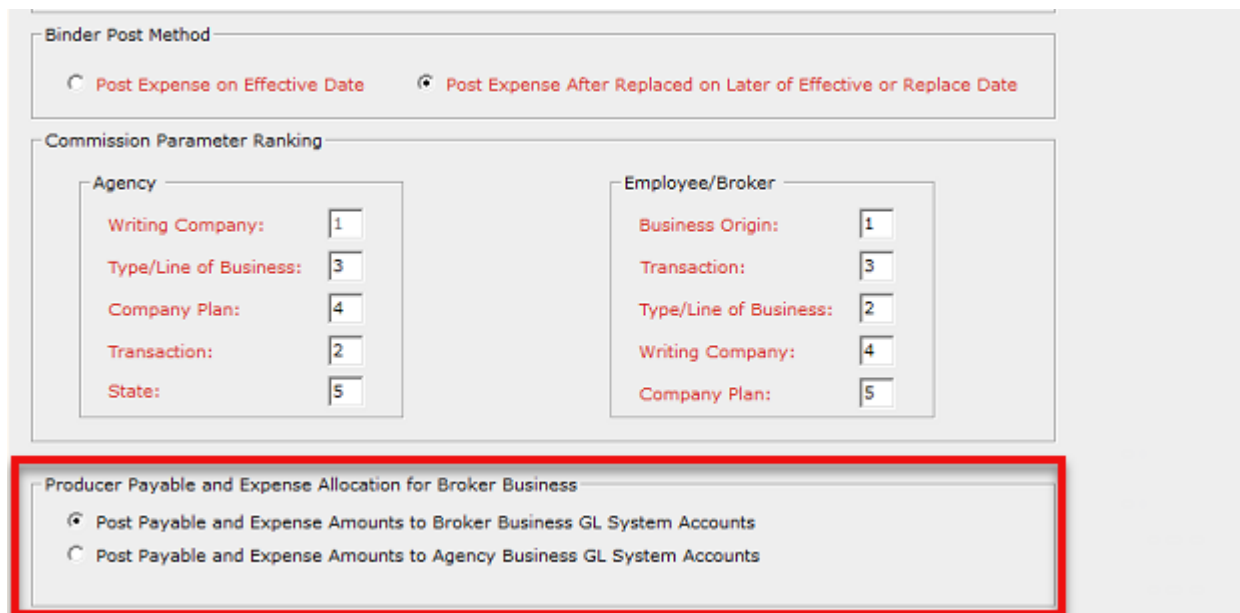 Binder Post Method
Post Expense on Effective Date Post Expense After Replaced on Later of Effective or Replace Date
Commission Parameter Ranking
Agency
Writing Company: 1
Type/Line of Business: 3
Company Plan: 4
Transaction: 2
State: 5
Employee/Broker
Business Origin: 1
Transaction: 3
Type/Line of Business: 2
Writing Company: 4
Company Plan: 5
Producer Payable and Expense Allocation for Broker Business
Post Payable and Expense Amounts to Broker Business GL System Accounts
Post Payable and Expense Amounts to Agency Business GL System Accounts